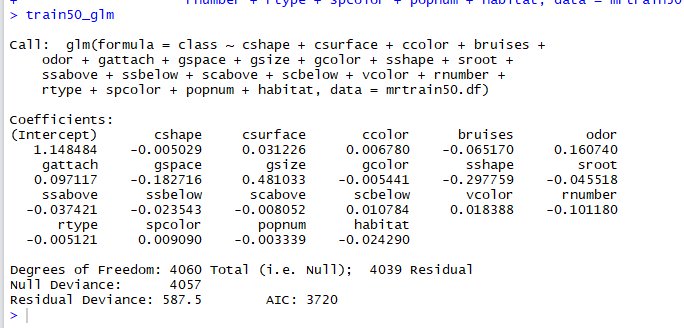 + rnumber + rtype + spcolor + popnum + habitat, data = mrtrain50
> train50_glm
Call:  glm(formula = class ~ cshape + csurface + ccolor + bruises +
    odor + gattach + gspace + gsize + gcolor + sshape + sroot +
    ssabove + ssbelow + scabove + scbelow + vcolor + rnumber +
    rtype + spcolor + popnum + habitat, data = mrtrain50.df)
Coefficients:
(Intercept)       cshape     csurface       ccolor      bruises         odor
   1.148484    -0.005029     0.031226     0.006780    -0.065170     0.160740
    gattach       gspace        gsize       gcolor       sshape        sroot
   0.097117    -0.182716     0.481033    -0.005441    -0.297759    -0.045518
    ssabove      ssbelow      scabove      scbelow       vcolor      rnumber
  -0.037421    -0.023543    -0.008052     0.010784     0.018388    -0.101180
      rtype      spcolor       popnum      habitat
  -0.005121     0.009090    -0.003339    -0.024290
Degrees of Freedom: 4060 Total (i.e. Null);  4039 Residual
Null Deviance:      4057
Residual Deviance: 587.5        AIC: 3720
>